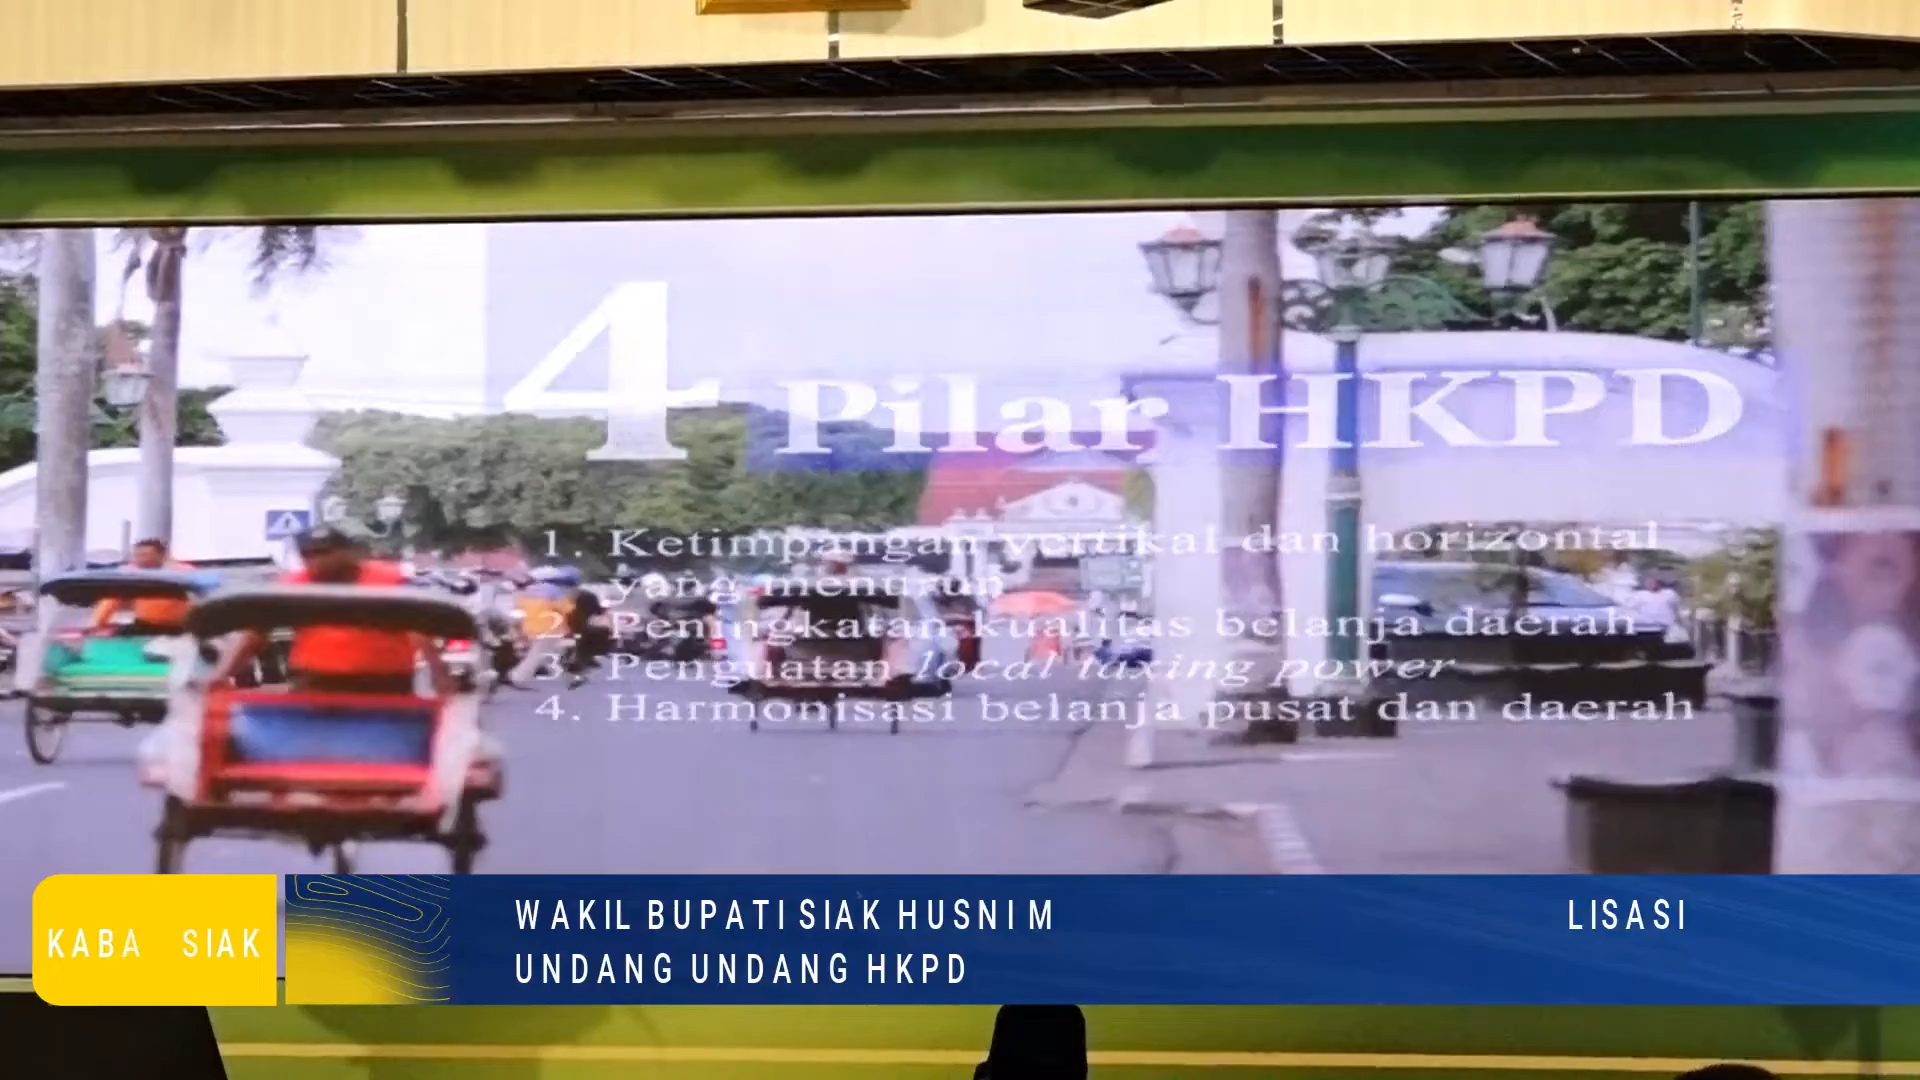 4 Pilar HKPD
1. Ketimpangan vertikal dan horizontal
yang menurun
2. Peningkatan kualitas belanja daerah
3. Penguatan local taxing power
4. Harmonisasi belanja pusat dan daerah
KABA SIAK
WAKIL BUPATI SIAK HUSNI M LISASI
UNDANG UNDANG HKPD